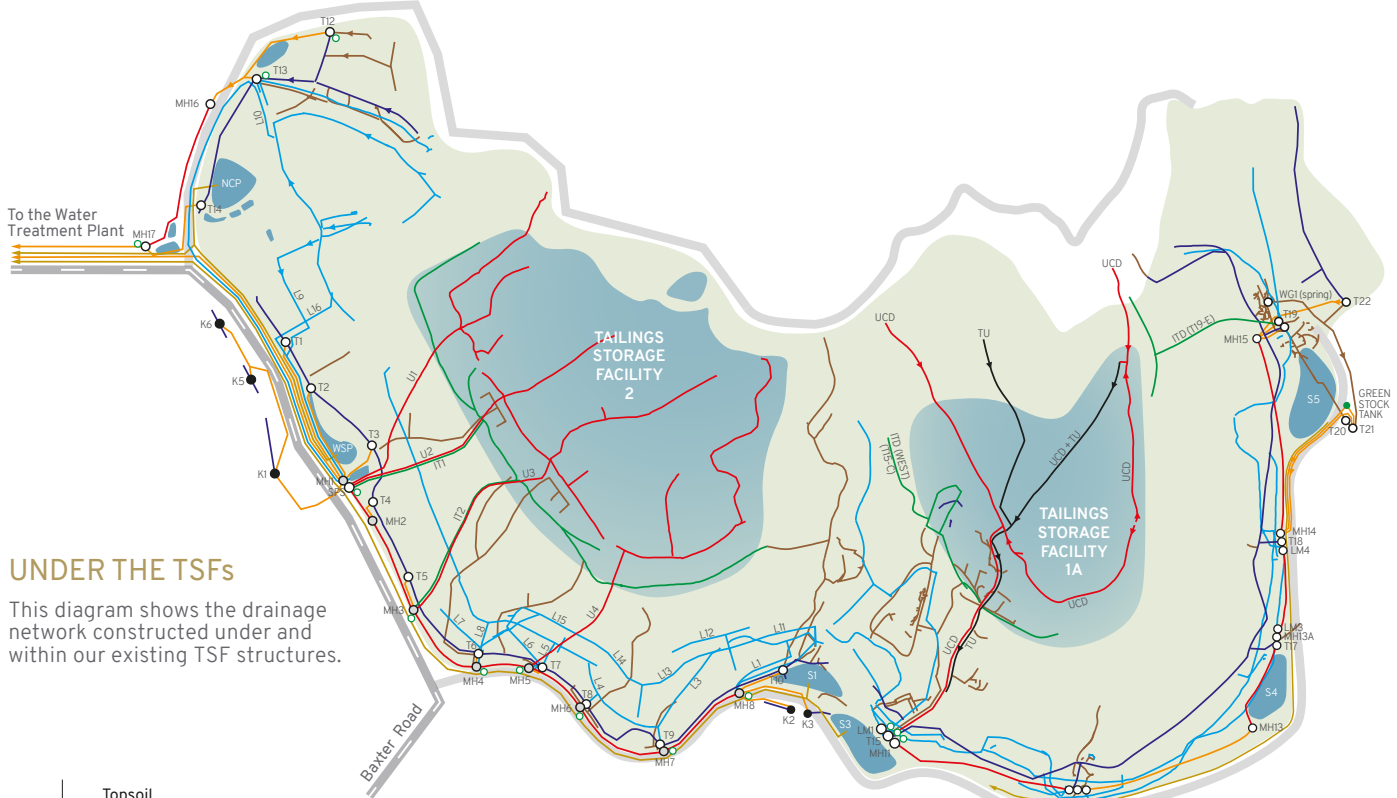 T12
T13
MH16
L10
NCP
T14
To the Water
Treatment Plant
MH17
L9
L16
K6
T1
K5
T2
U1
TAILINGS
STORAGE
FACILITY
2
UCD
UCD
TU
ITD (T19-E)
WG1 (spring)
T22
T19
MH15
S5
GREEN
STOCK
TANK
T20
T21
WSP
T3
U2
IT1
K1
MH1
SP3
T4
MH2
U3
IT2
ITD (WEST)
(T15-C)
UCD + TU
UCD
TAILINGS
STORAGE
FACILITY
1A
UCD
MH14
T18
LM4
UNDER THE TSFs
This diagram shows the drainage
network constructed under and
within our existing TSF structures.
T5
MH3
L7
L8
L6
L5
L15
U4
L14
L12
L11
L13
L1
L3
L4
T6
MH4
MH5
T7
T8
MH6
T9
MH7
MH8
T10
S1
K2
K3
S3
UCD
TU
LM1
T15
MH11
LM3
MH13A
T17
S4
MH13
Baxter Road
Topsoil